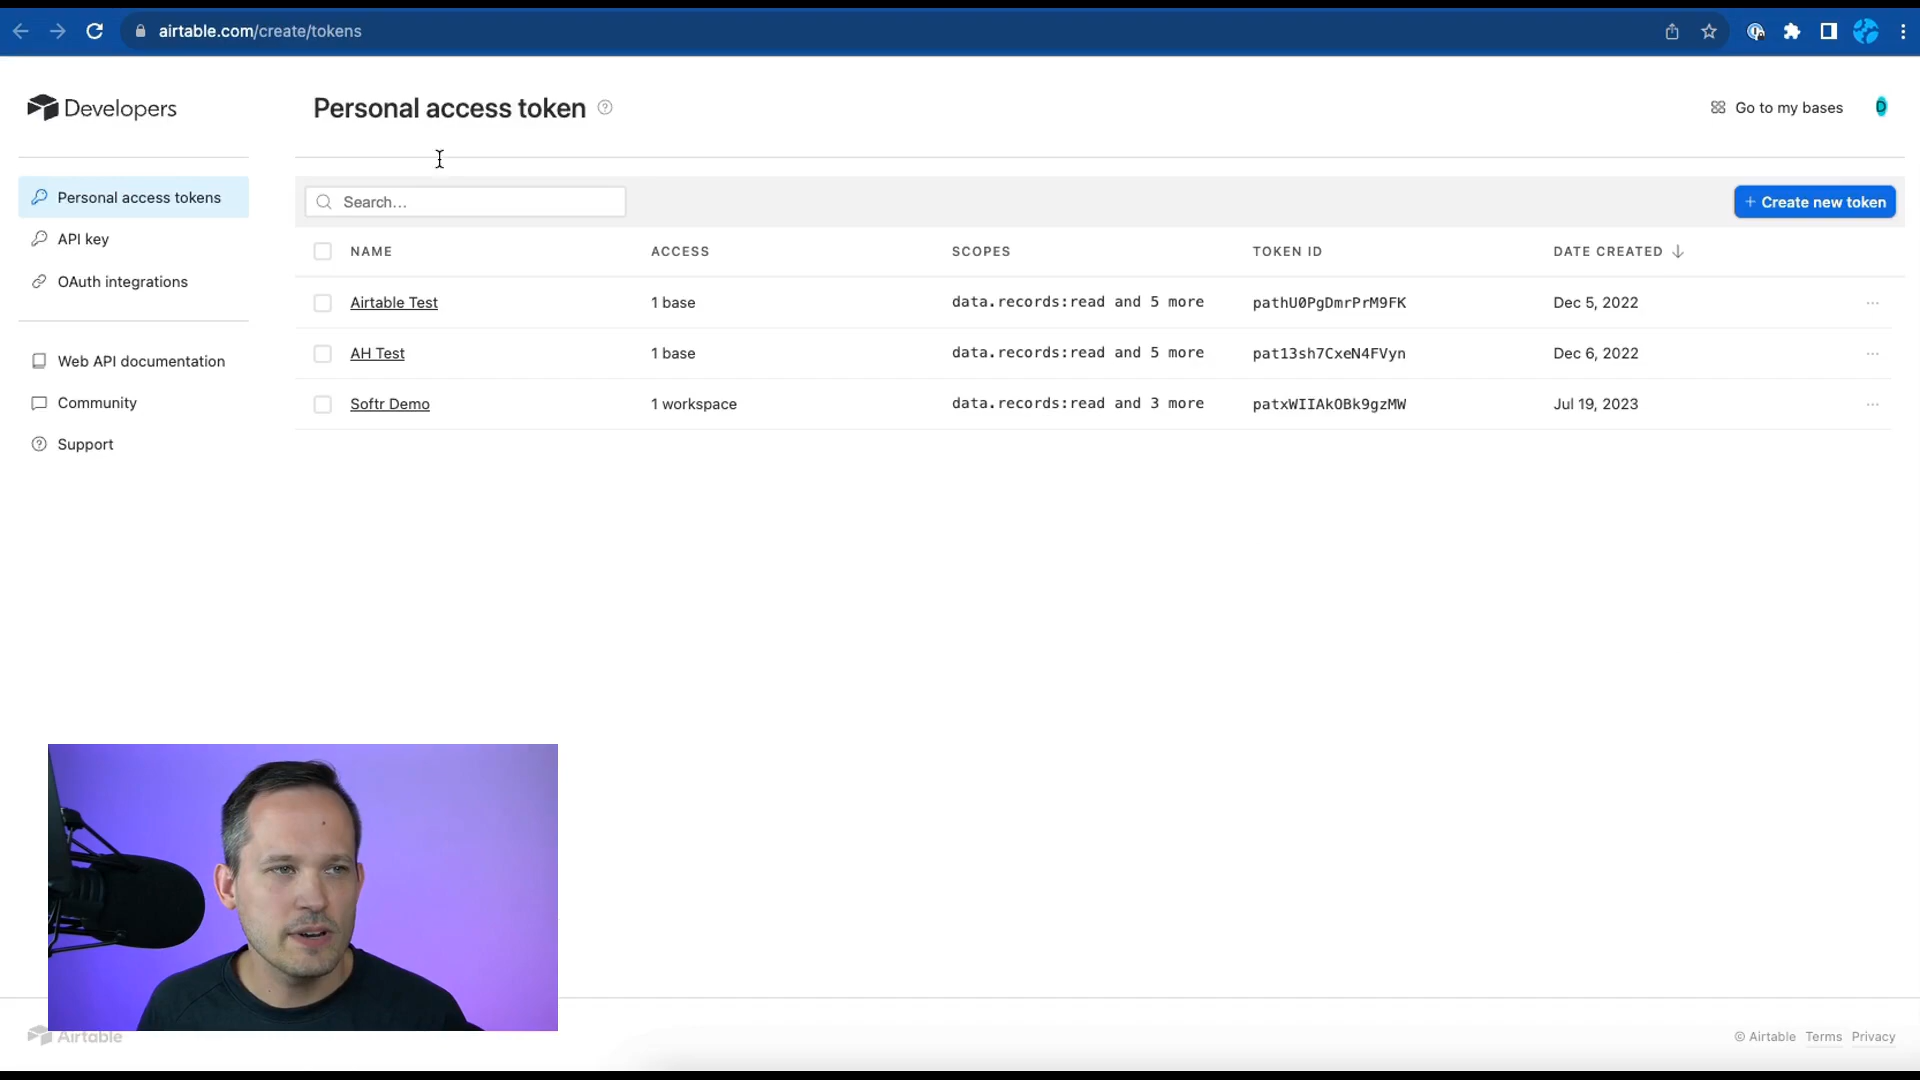 airtable.com/create/tokens
Developers
Personal access token
Go to my bases
D
Personal access tokens
API key
OAuth integrations
Web API documentation
Community
Support
Search...
+ Create new token
NAME ACCESS SCOPES TOKEN ID DATE CREATED
Airtable Test 1 base data.records:read and 5 more pathU0PgDmrPrM9FK Dec 5, 2022
AH Test 1 base data.records:read and 5 more pat13sh7CxeN4FVyn Dec 6, 2022
Softr Demo 1 workspace data.records:read and 3 more patxWIIAkOBk9gzMW Jul 19, 2023
Airtable
© Airtable Terms Privacy